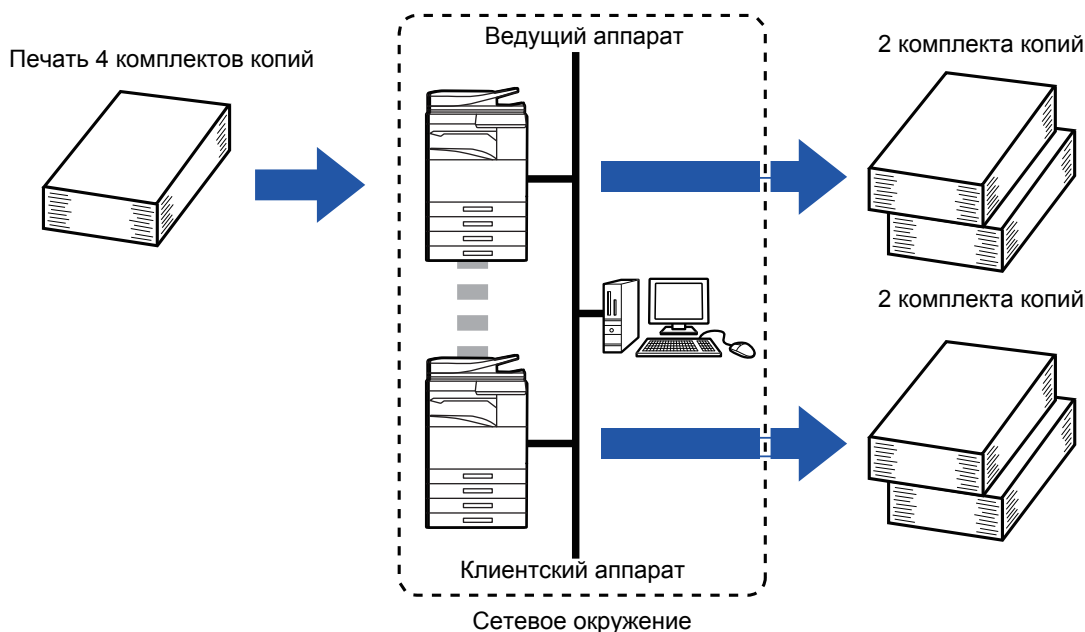 Печать 4 комплектов копий
Ведущий аппарат
2 комплекта копий
2 комплекта копий
Клиентский аппарат
Сетевое окружение